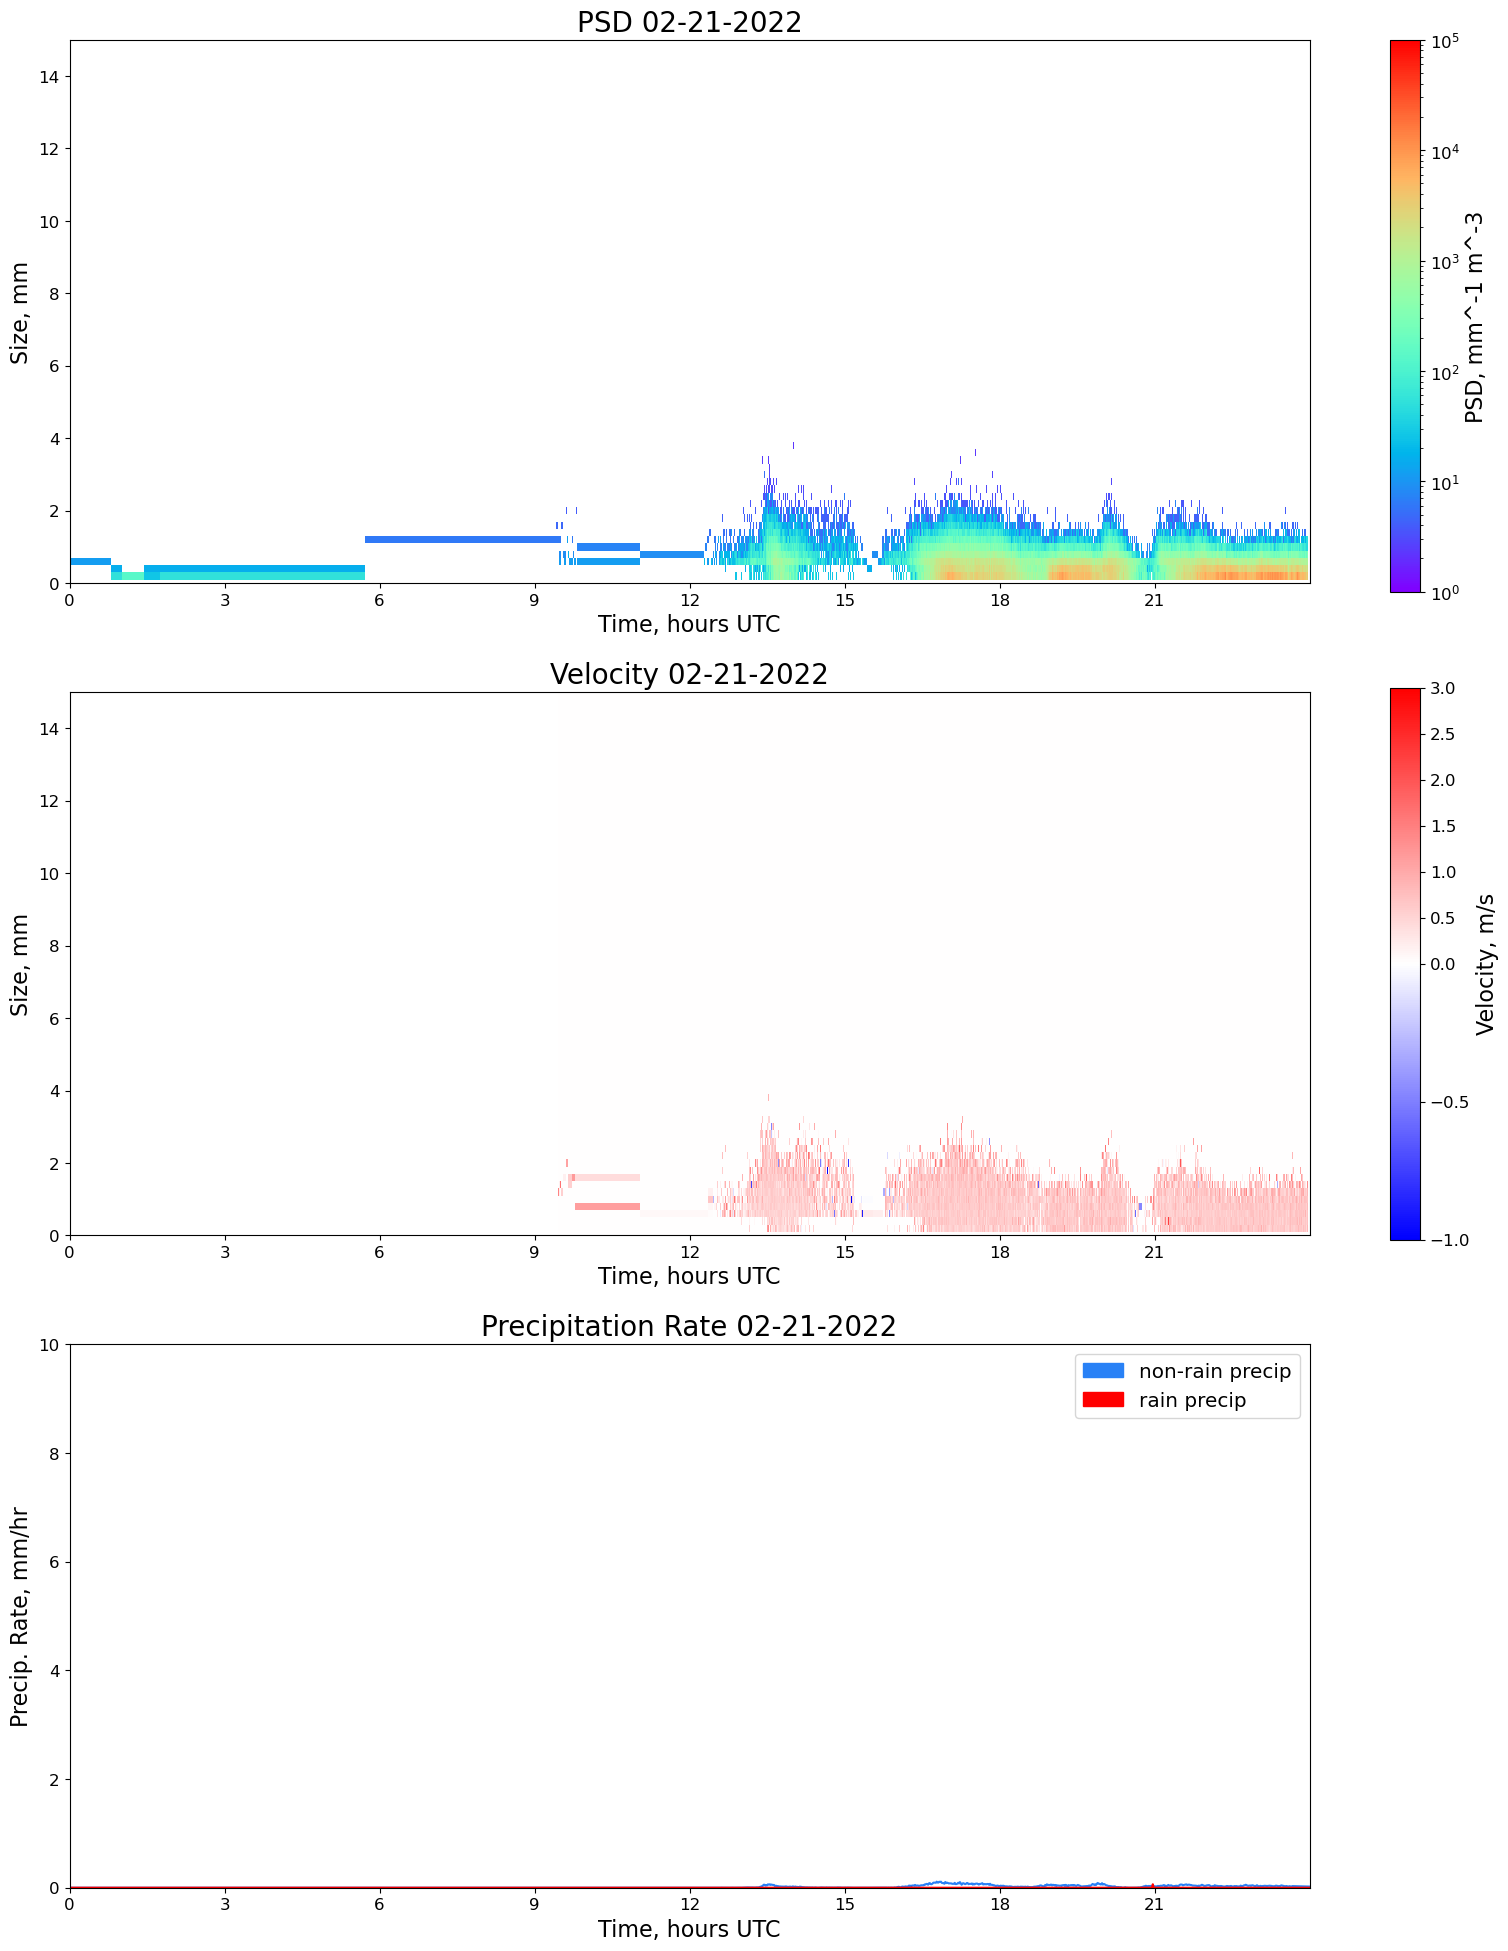 PSD 02-21-2022
14
12
10
8
6
4
2
0
Size, mm
0 3 6 9 12 15 18 21
Time, hours UTC
10^5
10^4
10^3
10^2
10^1
10^0
PSD, mm^-1 m^-3
Velocity 02-21-2022
14
12
10
8
6
4
2
0
Size, mm
0 3 6 9 12 15 18 21
Time, hours UTC
3.0
2.5
2.0
1.5
1.0
0.5
0.0
−0.5
−1.0
Velocity, m/s
Precipitation Rate 02-21-2022
10
8
6
4
2
0
Precip. Rate, mm/hr
non-rain precip
rain precip
0 3 6 9 12 15 18 21
Time, hours UTC